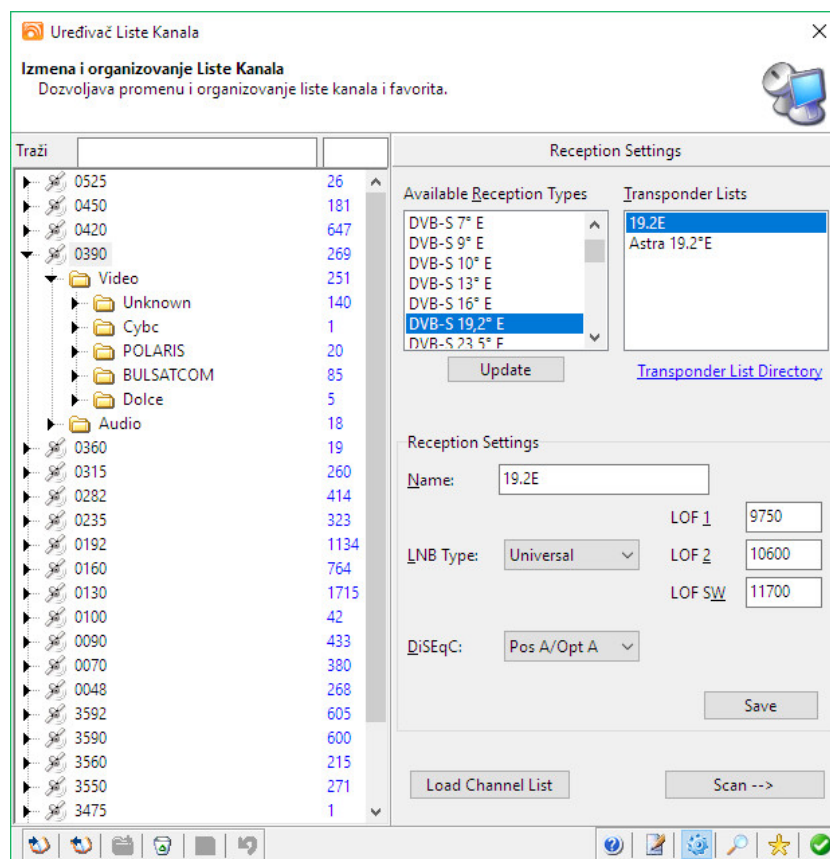 Uređivač Liste Kanala
Izmena i organizovanje Liste Kanala
Dozvoljava promenu i organizovanje liste kanala i favorita.
Traži
0525 26
0450 181
0420 647
0390 269
Video 251
Unknown 140
Cybc 1
POLARIS 20
BULSATCOM 85
Dolce 5
Audio 18
0360 19
0315 260
0282 414
0235 323
0192 1134
0160 764
0130 1715
0100 42
0090 433
0070 380
0048 268
3592 605
3590 600
3560 215
3550 271
3475 1
Reception Settings
Available Reception Types
DVB-S 7° E
DVB-S 9° E
DVB-S 10° E
DVB-S 13° E
DVB-S 16° E
DVB-S 19,2° E
DVB-S 23,5° E
Update
Transponder Lists
19.2E
Astra 19.2°E
Transponder List Directory
Reception Settings
Name: 19.2E
LOF 1 9750
LNB Type: Universal LOF 2 10600
LOF SW 11700
DiSEqC: Pos A/Opt A
Save
Load Channel List Scan -->